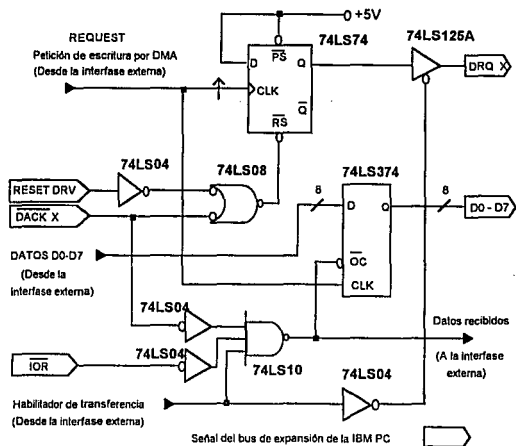 REQUEST
Petición de escritura por DMA
(Desde la interfase externa)
+5V
74LS74
74LS125A
PS
D
Q
CLK
Q
RS
DRQ X
74LS04
74LS08
RESET DRV
DACK X
74LS374
8
D
Q
8
D0 - D7
DATOS D0-D7
(Desde la
interfase externa)
OC
CLK
74LS04
74LS04
IOR
74LS10
74LS04
Datos recibidos
(A la interfase
externa)
Habilitador de transferencia
(Desde la interfase externa)
Señal del bus de expansión de la IBM PC